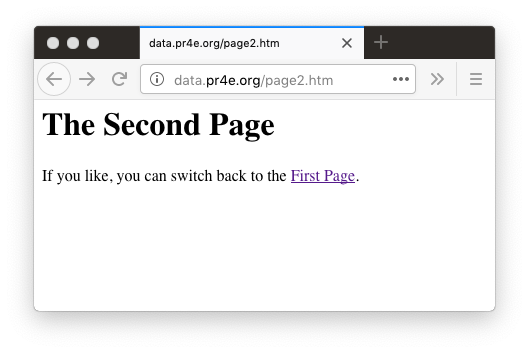 data.pr4e.org/page2.htm
data.pr4e.org/page2.htm
The Second Page
If you like, you can switch back to the First Page.